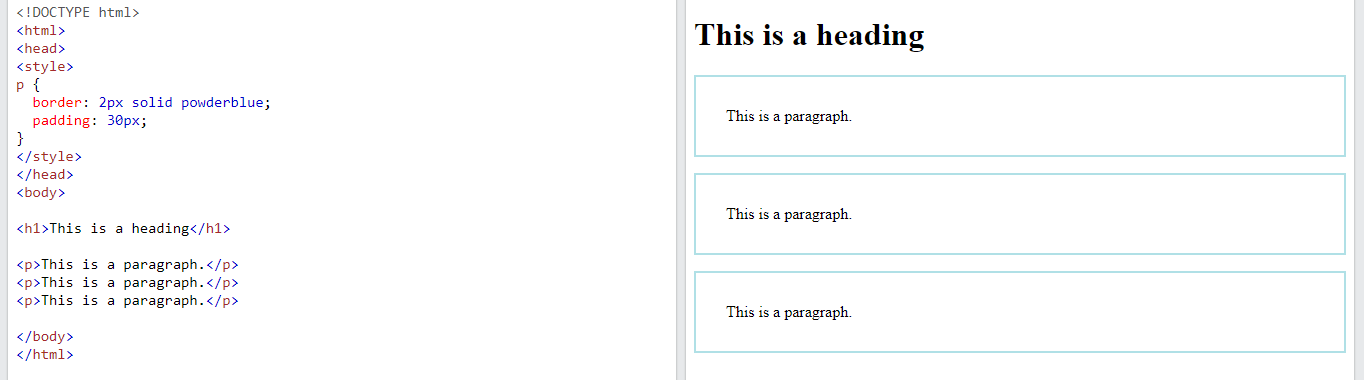 <!DOCTYPE html>
<html>
<head>
<style>
p {
  border: 2px solid powderblue;
  padding: 30px;
}
</style>
</head>
<body>

<h1>This is a heading</h1>

<p>This is a paragraph.</p>
<p>This is a paragraph.</p>
<p>This is a paragraph.</p>

</body>
</html>
This is a heading
This is a paragraph.
This is a paragraph.
This is a paragraph.